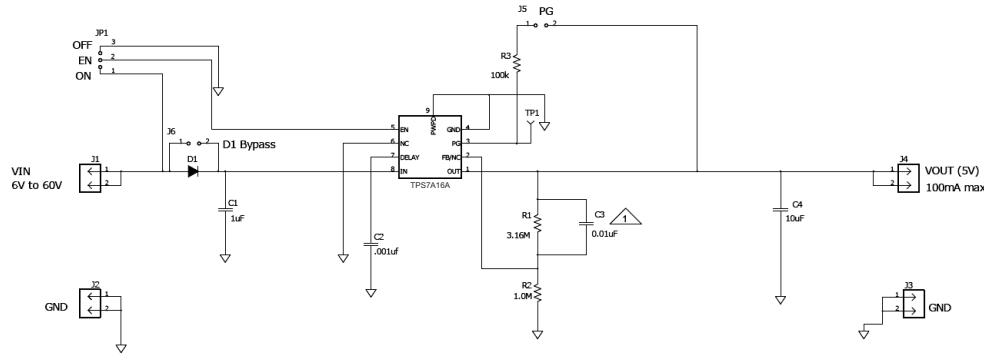 J5 PG
1 2
JP1
OFF 3
EN 2
ON 1
R3
100k
9
TP1
PWPD
5 EN GND 4
6 NC PG 3
7 DELAY FB/NC 2
8 IN OUT 1
TPS7A16A
J6
1 2 D1 Bypass
D1
VIN
6V to 60V
J1
1
2
J4
1
2
VOUT (5V)
100mA max
C1
1uF
C2
.001uf
R1
3.16M
C3
0.01uF
1
C4
10uF
R2
1.0M
J2
GND
1
2
J3
1
2
GND